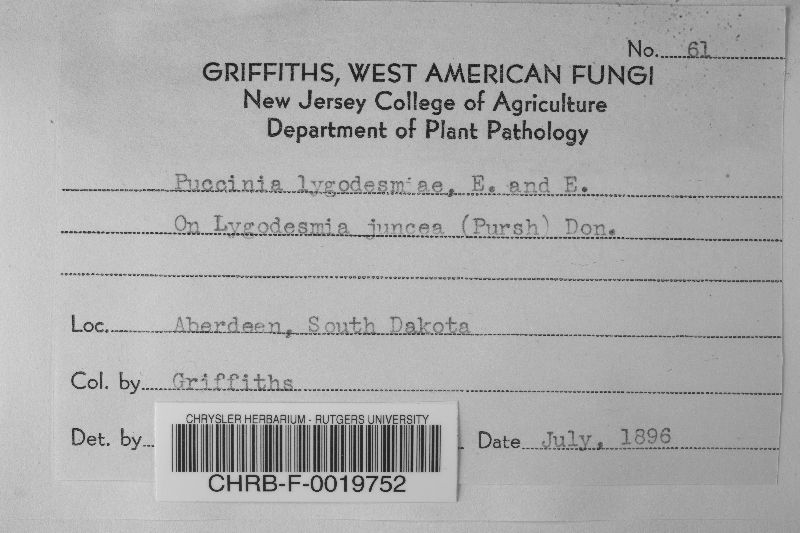 No. 61
GRIFFITHS, WEST AMERICAN FUNGI
New Jersey College of Agriculture
Department of Plant Pathology
Puccinia lygodesmiae, E. and E.
On Lygodesmia juncea (Pursh) Don.
Loc. Aberdeen, South Dakota
Col. by Griffiths
Det. by Date July, 1896
CHRYSLER HERBARIUM - RUTGERS UNIVERSITY
CHRB-F-0019752